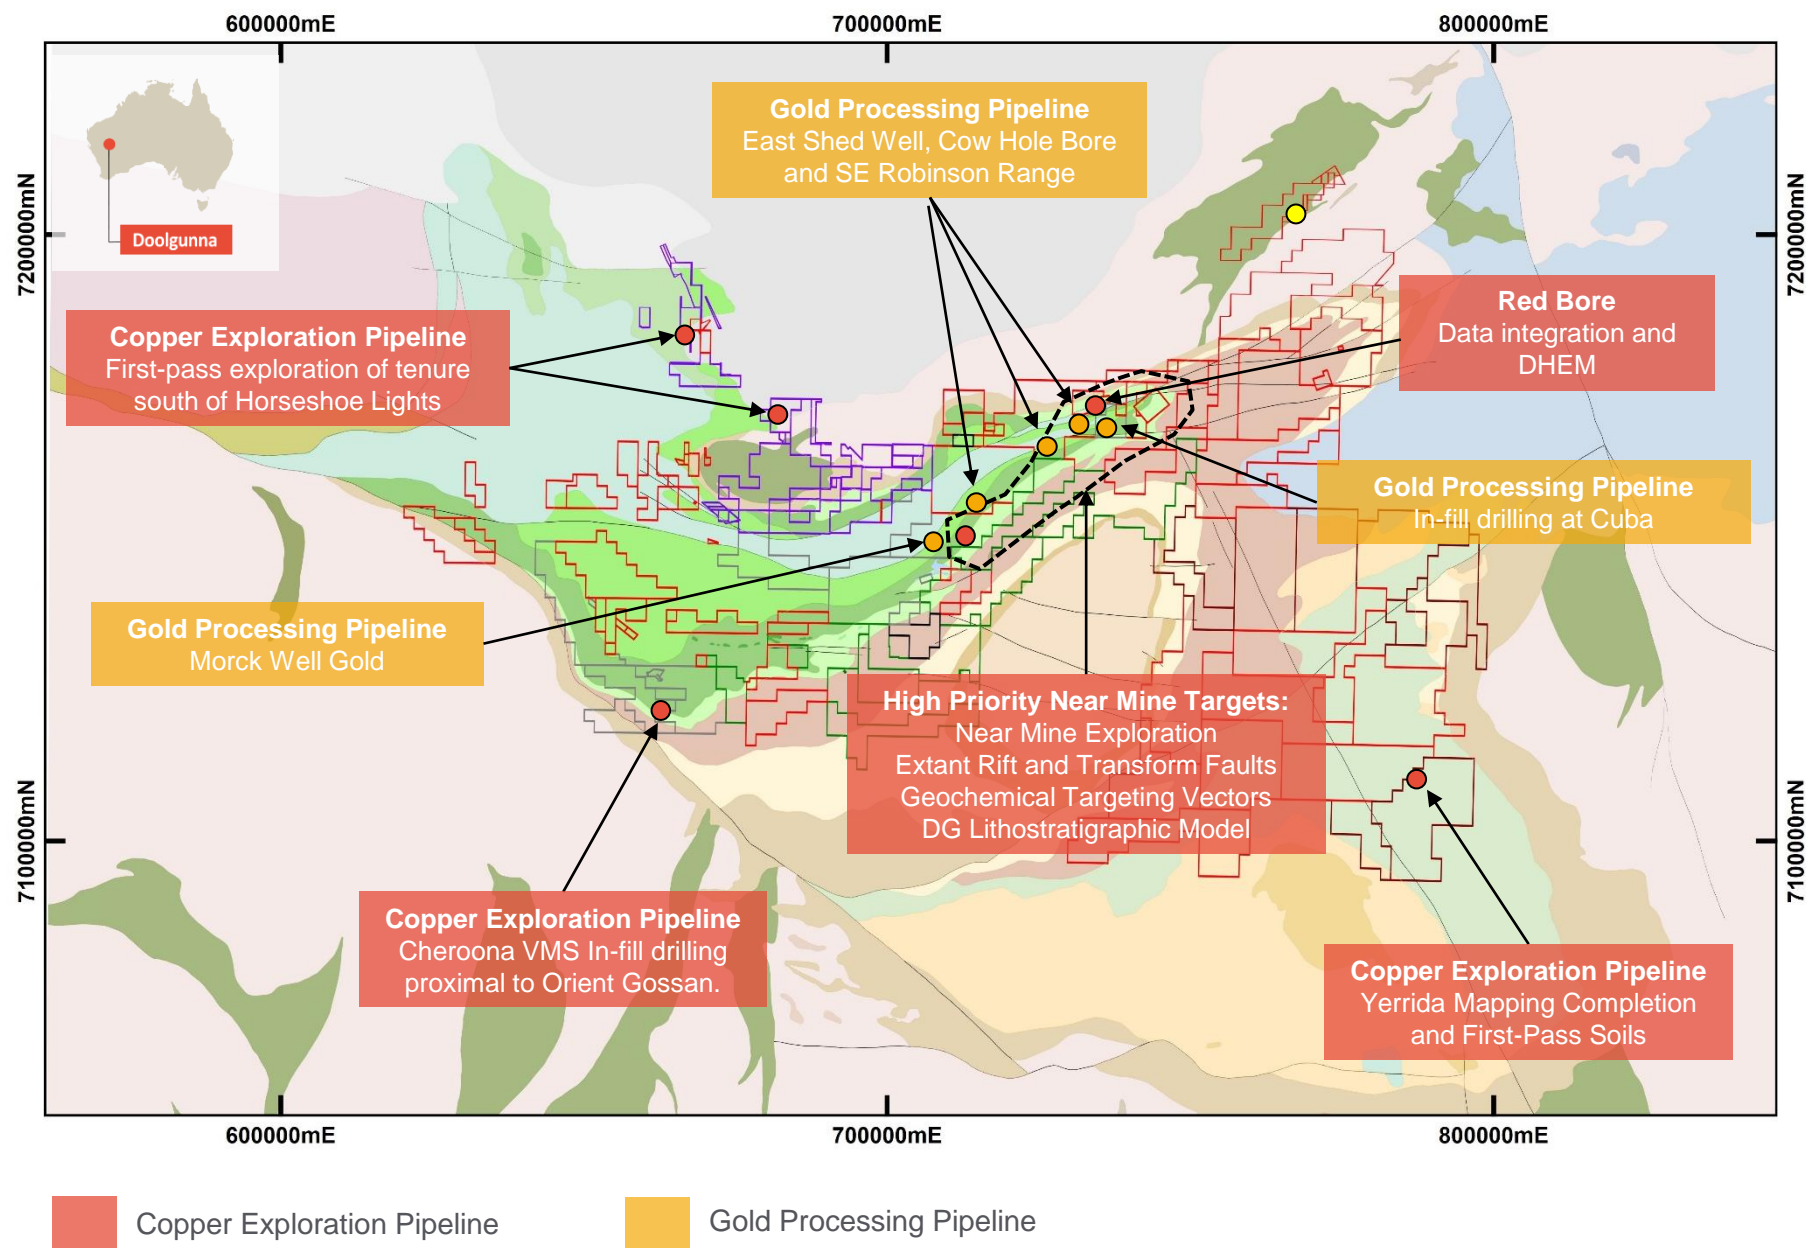 600000mE
700000mE
800000mE
7200000mN
7200000mN
Doolgunna
Gold Processing Pipeline
East Shed Well, Cow Hole Bore
and SE Robinson Range
Red Bore
Data integration and
DHEM
Copper Exploration Pipeline
First-pass exploration of tenure
south of Horseshoe Lights
Gold Processing Pipeline
In-fill drilling at Cuba
Gold Processing Pipeline
Morck Well Gold
High Priority Near Mine Targets:
Near Mine Exploration
Extant Rift and Transform Faults
Geochemical Targeting Vectors
DG Lithostratigraphic Model
7100000mN
7100000mN
Copper Exploration Pipeline
Cheroona VMS In-fill drilling
proximal to Orient Gossan.
Copper Exploration Pipeline
Yerrida Mapping Completion
and First-Pass Soils
600000mE
700000mE
800000mE
Copper Exploration Pipeline
Gold Processing Pipeline